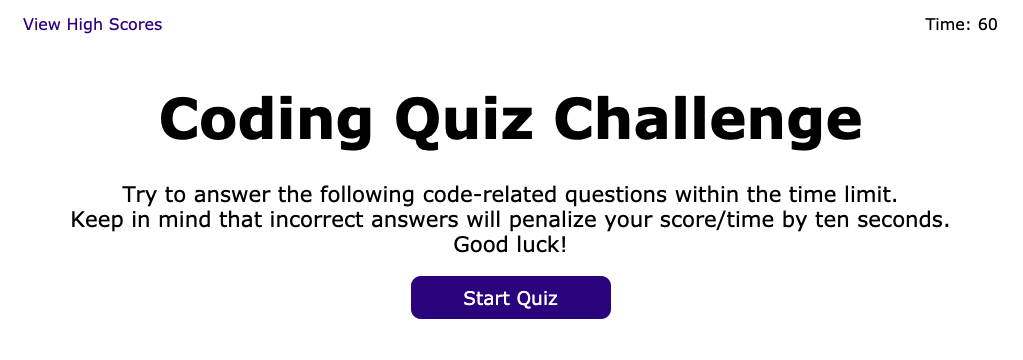 View High Scores
Time: 60
Coding Quiz Challenge
Try to answer the following code-related questions within the time limit.
Keep in mind that incorrect answers will penalize your score/time by ten seconds.
Good luck!
Start Quiz